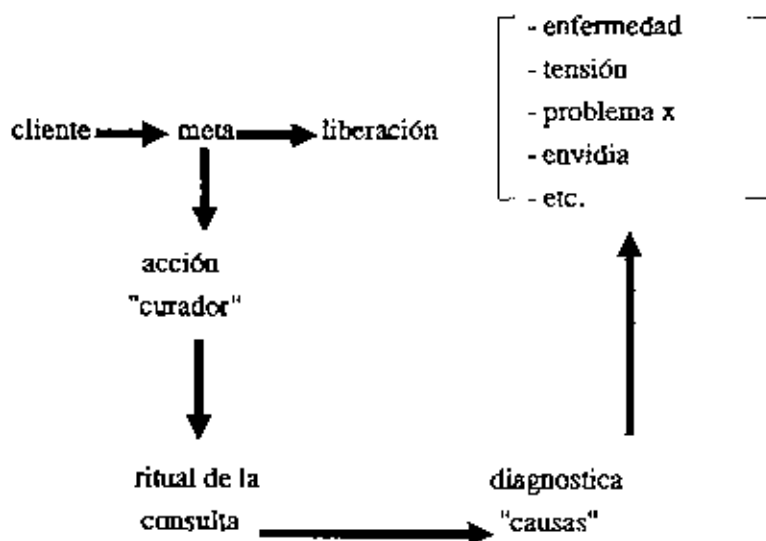 - enfermedad
- tensión
- problema x
- envidia
- etc.
cliente meta liberación
acción
"curador"
ritual de la
consulta
diagnostica
"causas"